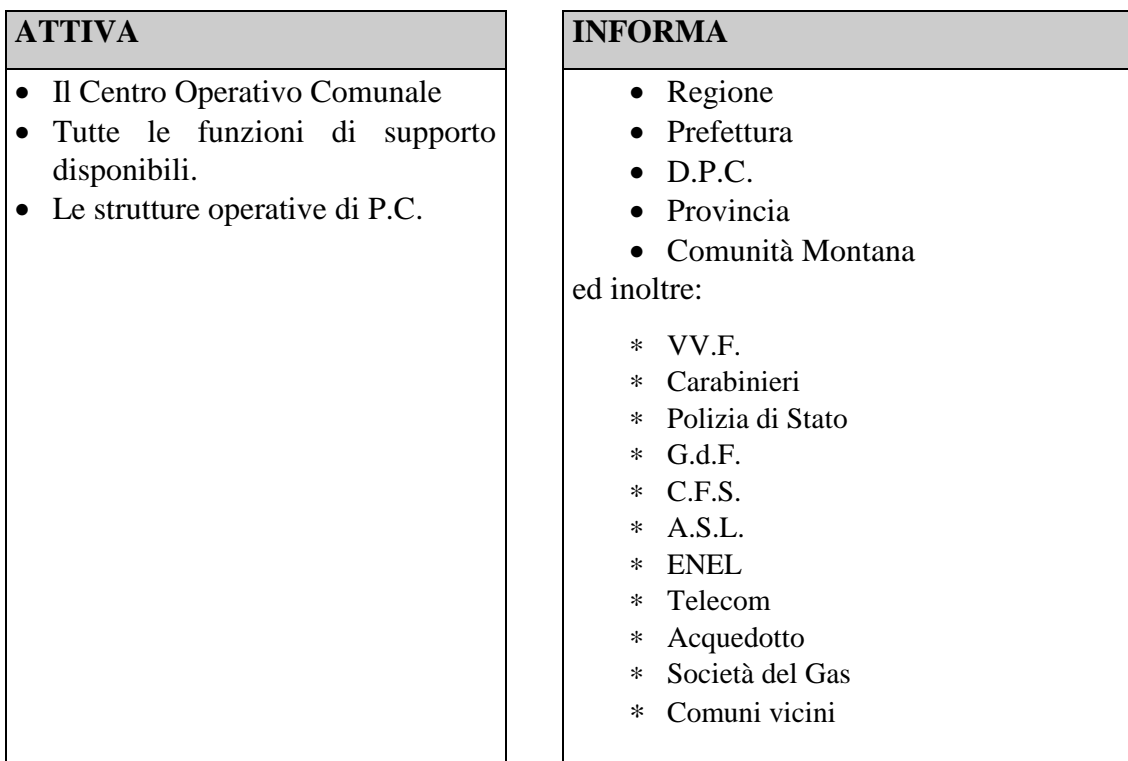 ATTIVA
• Il Centro Operativo Comunale
• Tutte le funzioni di supporto
disponibili.
• Le strutture operative di P.C.
INFORMA
• Regione
• Prefettura
• D.P.C.
• Provincia
• Comunità Montana
ed inoltre:
* VV.F.
* Carabinieri
* Polizia di Stato
* G.d.F.
* C.F.S.
* A.S.L.
* ENEL
* Telecom
* Acquedotto
* Società del Gas
* Comuni vicini